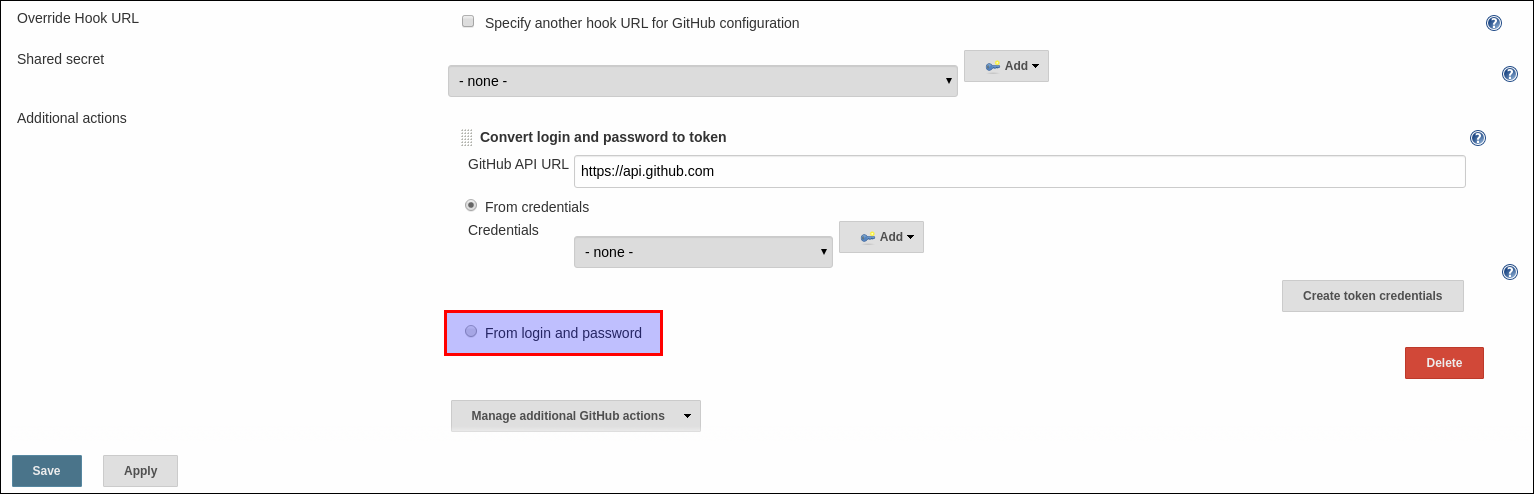 Override Hook URL
Specify another hook URL for GitHub configuration
Shared secret
- none -
Add
Additional actions
Convert login and password to token
GitHub API URL
https://api.github.com
From credentials
Credentials
- none -
Add
Create token credentials
From login and password
Delete
Manage additional GitHub actions
Save
Apply